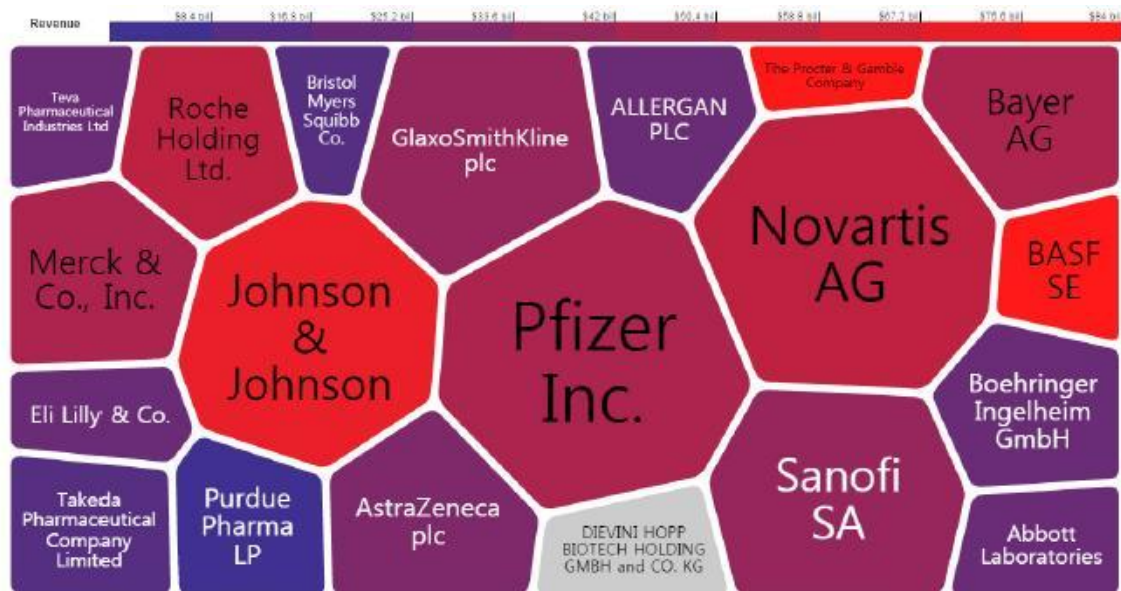 Revenue
$8.4 bil $16.8 bil $25.2 bil $33.6 bil $42 bil $50.4 bil $58.8 bil $67.2 bil $75.6 bil $84 bil
Teva
Pharmaceutical
Industries Ltd
Roche
Holding
Ltd.
Bristol
Myers
Squibb
Co.
GlaxoSmithKline
plc
ALLERGAN
PLC
The Procter & Gamble
Company
Bayer
AG
Merck &
Co., Inc.
Johnson
&
Johnson
Pfizer
Inc.
Novartis
AG
BASF
SE
Eli Lilly & Co.
Boehringer
Ingelheim
GmbH
Takeda
Pharmaceutical
Company
Limited
Purdue
Pharma
LP
AstraZeneca
plc
DIEVINI HOPP
BIOTECH HOLDING
GMBH and CO. KG
Sanofi
SA
Abbott
Laboratories